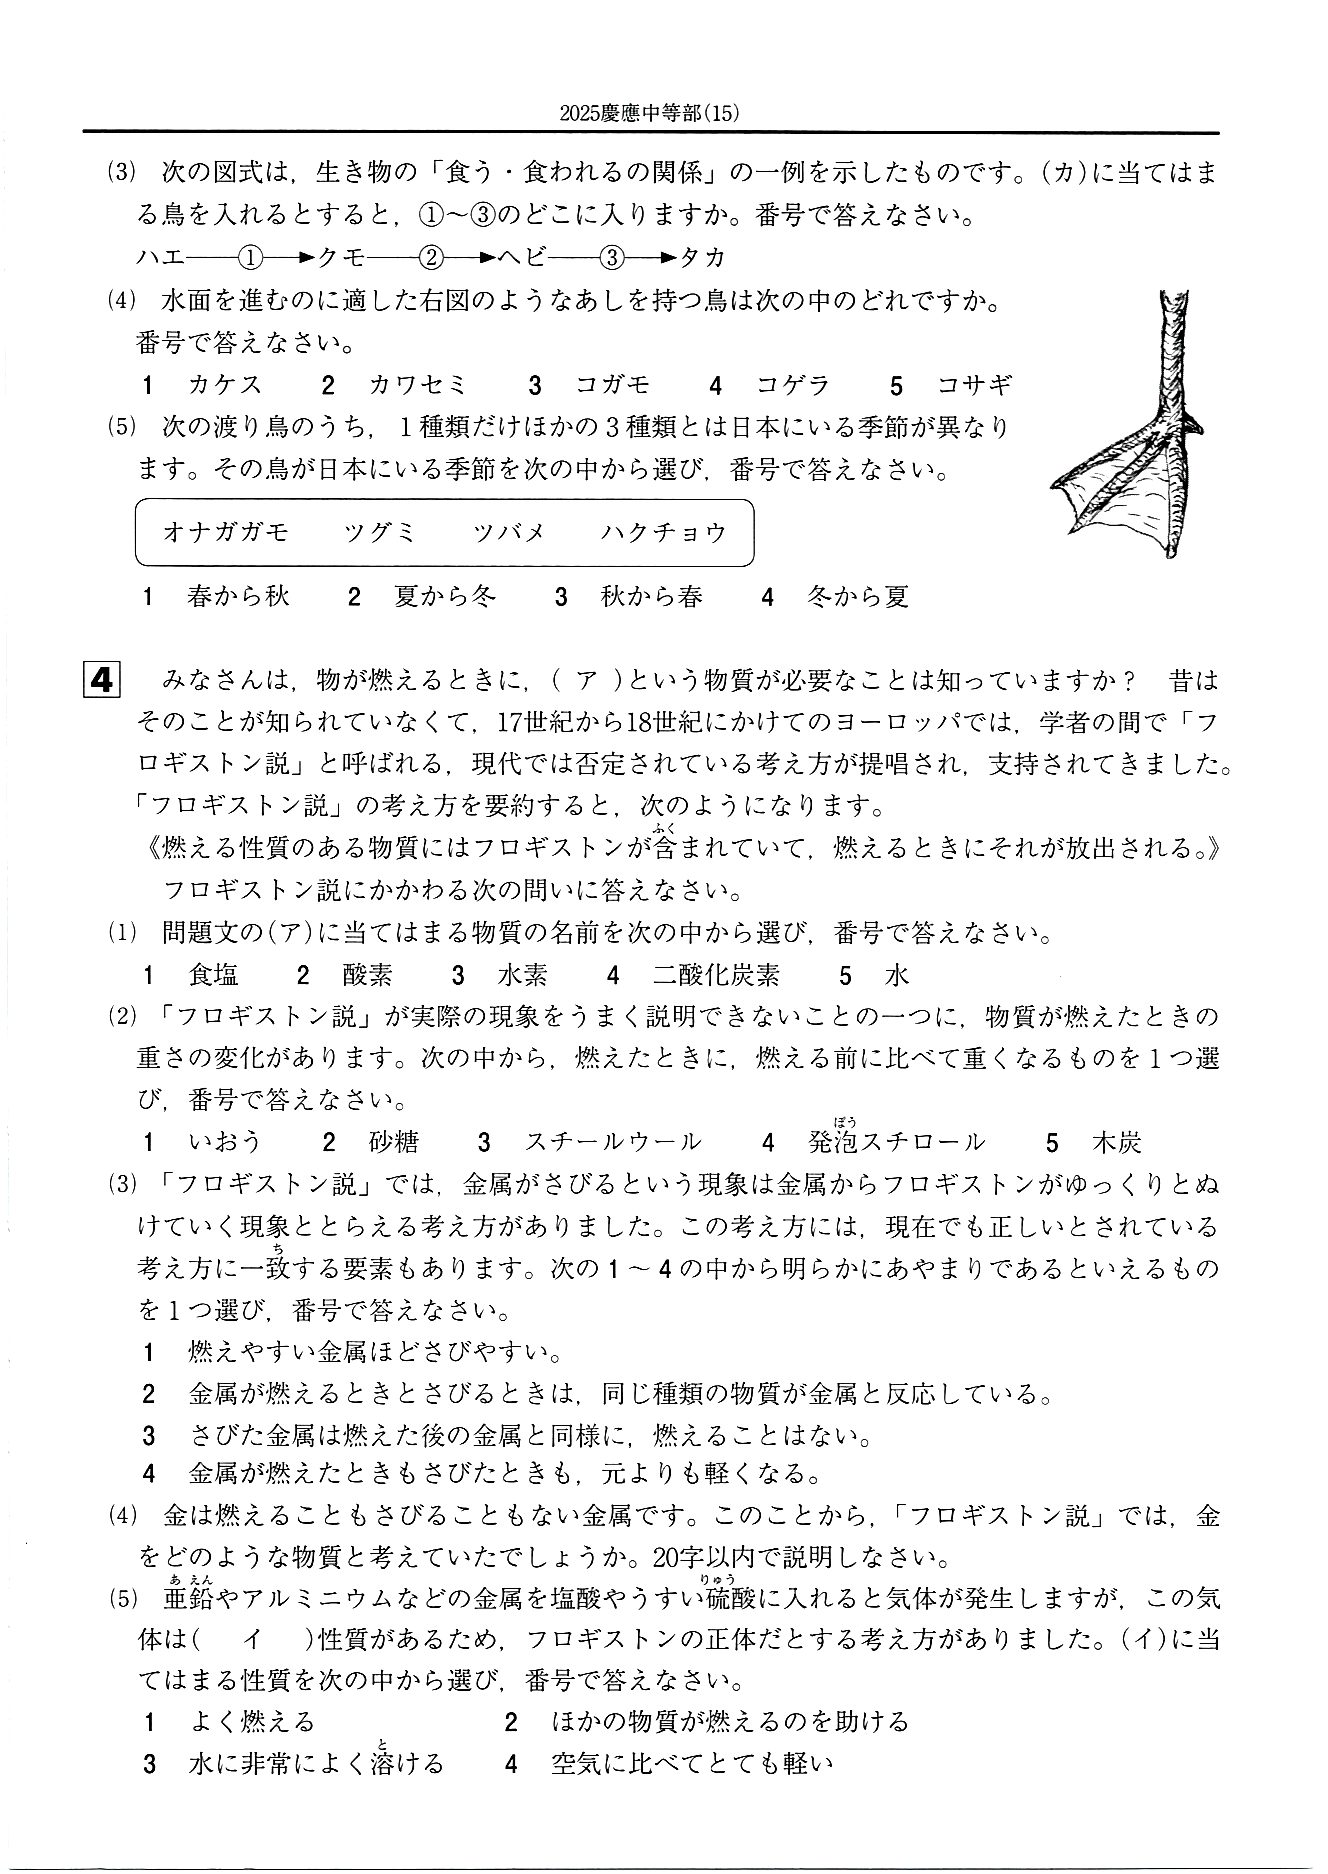 2025慶應中等部(15)
(3) 次の図式は，生き物の「食う・食われるの関係」の一例を示したものです。(カ)に当てはま
る鳥を入れるとすると，①～③のどこに入りますか。番号で答えなさい。
ハエ──①─→クモ──②─→ヘビ──③─→タカ
(4) 水面を進むのに適した右図のようなあしを持つ鳥は次の中のどれですか。
番号で答えなさい。
1 カケス 2 カワセミ 3 コガモ 4 コゲラ 5 コサギ
(5) 次の渡り鳥のうち，1種類だけほかの3種類とは日本にいる季節が異なり
ます。その鳥が日本にいる季節を次の中から選び，番号で答えなさい。
オナガガモ ツグミ ツバメ ハクチョウ
1 春から秋 2 夏から冬 3 秋から春 4 冬から夏
4 みなさんは，物が燃えるときに，( ア )という物質が必要なことは知っていますか？ 昔は
そのことが知られていなくて，17世紀から18世紀にかけてのヨーロッパでは，学者の間で「フ
ロギストン説」と呼ばれる，現代では否定されている考え方が提唱され，支持されてきました。
「フロギストン説」の考え方を要約すると，次のようになります。
ふく
《燃える性質のある物質にはフロギストンが含まれていて，燃えるときにそれが放出される。》
フロギストン説にかかわる次の問いに答えなさい。
(1) 問題文の(ア)に当てはまる物質の名前を次の中から選び，番号で答えなさい。
1 食塩 2 酸素 3 水素 4 二酸化炭素 5 水
(2) 「フロギストン説」が実際の現象をうまく説明できないことの一つに，物質が燃えたときの
重さの変化があります。次の中から，燃えたときに，燃える前に比べて重くなるものを1つ選
び，番号で答えなさい。
ぼう
1 いおう 2 砂糖 3 スチールウール 4 発泡スチロール 5 木炭
(3) 「フロギストン説」では，金属がさびるという現象は金属からフロギストンがゆっくりとぬ
けていく現象ととらえる考え方がありました。この考え方には，現在でも正しいとされている
ち
考え方に一致する要素もあります。次の1～4の中から明らかにあやまりであるといえるもの
を1つ選び，番号で答えなさい。
1 燃えやすい金属ほどさびやすい。
2 金属が燃えるときとさびるときは，同じ種類の物質が金属と反応している。
3 さびた金属は燃えた後の金属と同様に，燃えることはない。
4 金属が燃えたときもさびたときも，元よりも軽くなる。
(4) 金は燃えることもさびることもない金属です。このことから，「フロギストン説」では，金
をどのような物質と考えていたでしょうか。20字以内で説明しなさい。
あえん りゅう
(5) 亜鉛やアルミニウムなどの金属を塩酸やうすい硫酸に入れると気体が発生しますが，この気
体は( イ )性質があるため，フロギストンの正体だとする考え方がありました。(イ)に当
てはまる性質を次の中から選び，番号で答えなさい。
1 よく燃える 2 ほかの物質が燃えるのを助ける
と
3 水に非常によく溶ける 4 空気に比べてとても軽い